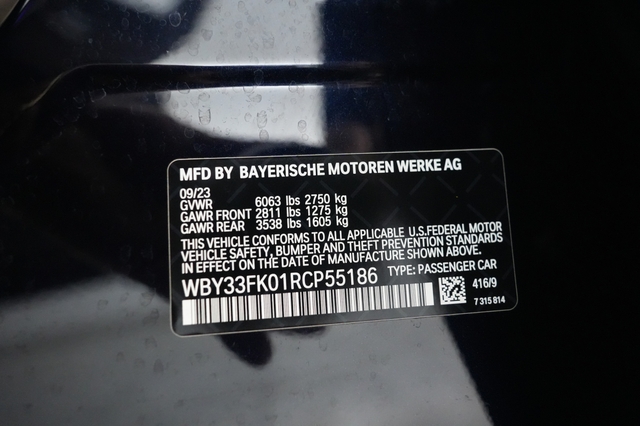 MFD BY BAYERISCHE MOTOREN WERKE AG
09/23
GVWR 6063 lbs 2750 kg
GAWR FRONT 2811 lbs 1275 kg
GAWR REAR 3538 lbs 1605 kg
THIS VEHICLE CONFORMS TO ALL APPLICABLE U.S.FEDERAL MOTOR
VEHICLE SAFETY, BUMPER, AND THEFT PREVENTION STANDARDS
IN EFFECT ON THE DATE OF MANUFACTURE SHOWN ABOVE.
WBY33FK01RCP55186 TYPE: PASSENGER CAR
416/9
7 315 814